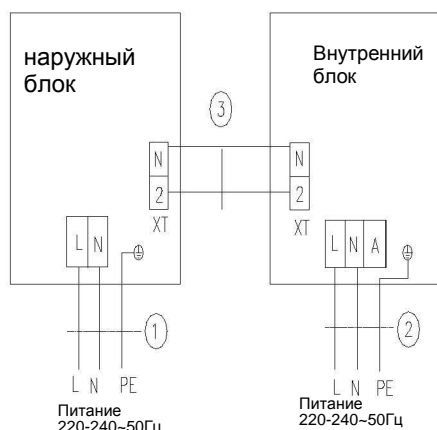 наружный
блок
Внутренний
блок
3
N
2
XT
N
2
XT
L N
L N A
1
2
L N PE
L N PE
Питание
220-240~50Гц
Питание
220-240~50Гц